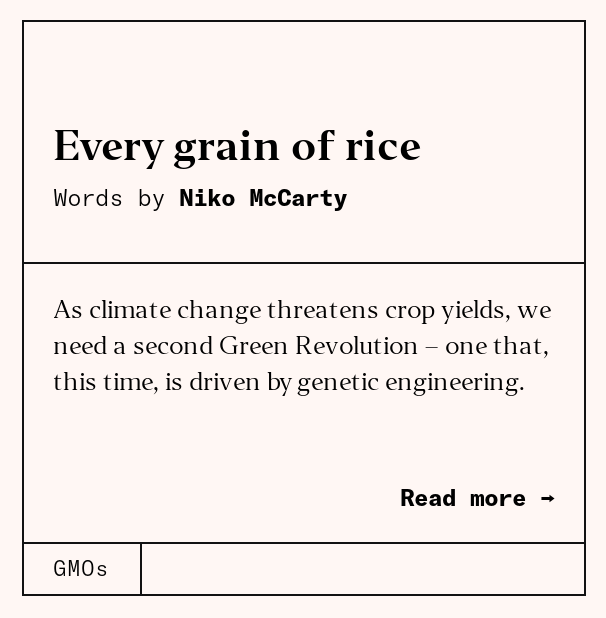 Every grain of rice
Words by Niko McCarty
As climate change threatens crop yields, we
need a second Green Revolution – one that,
this time, is driven by genetic engineering.
Read more →
GMOs